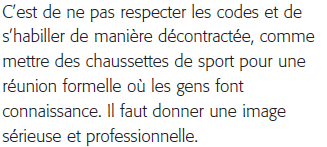 C’est de ne pas respecter les codes et de
s’habiller de manière décontractée, comme
mettre des chaussettes de sport pour une
réunion formelle où les gens font
connaissance. Il faut donner une image
sérieuse et professionnelle.